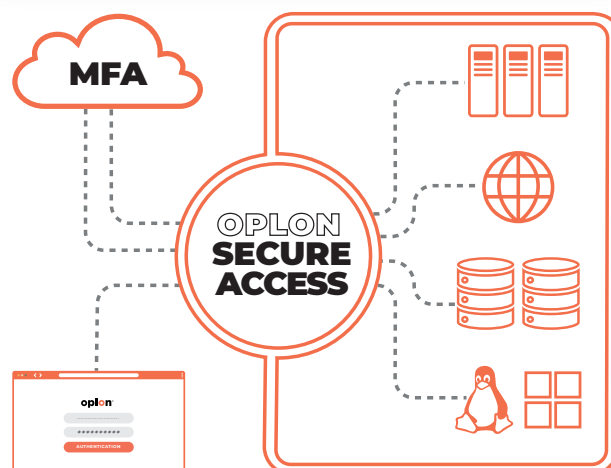 MFA
OPLON
SECURE
ACCESS
oplon
**********
AUTHENTICATION